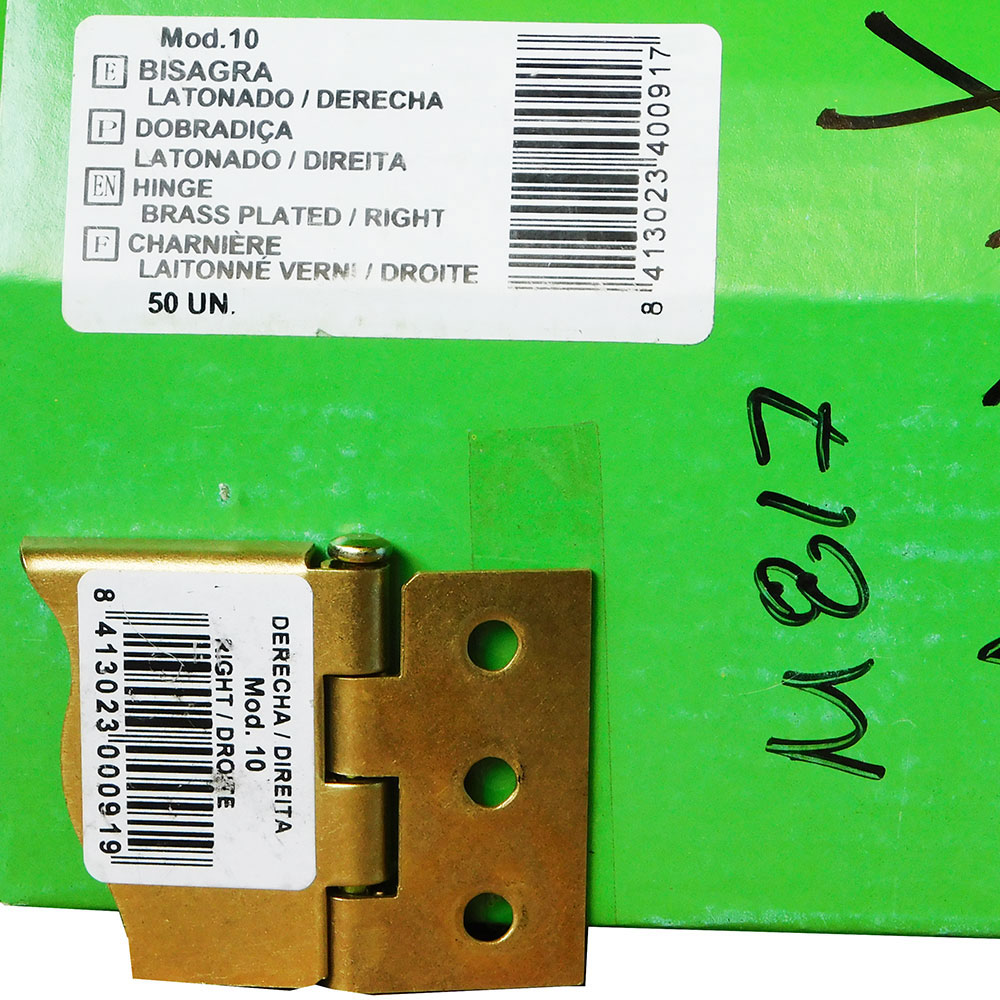 Mod.10
E BISAGRA
LATONADO / DERECHA
P DOBRADIÇA
LATONADO / DIREITA
EN HINGE
BRASS PLATED / RIGHT
F CHARNIÈRE
LAITONNÉ VERNI / DROITE
50 UN.
8 413023 400917
DERECHA / DIREITA
Mod. 10
RIGHT / DROITE
8 413023 000919